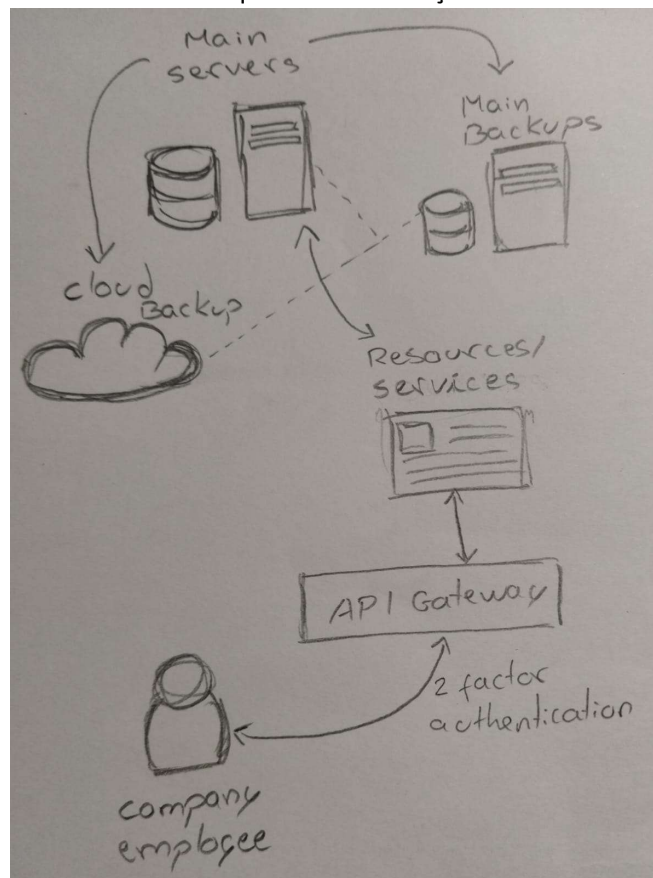 Main
servers
Main
Backups
cloud
Backup
Resources/
services
API Gateway
2 factor
authentication
company
employee